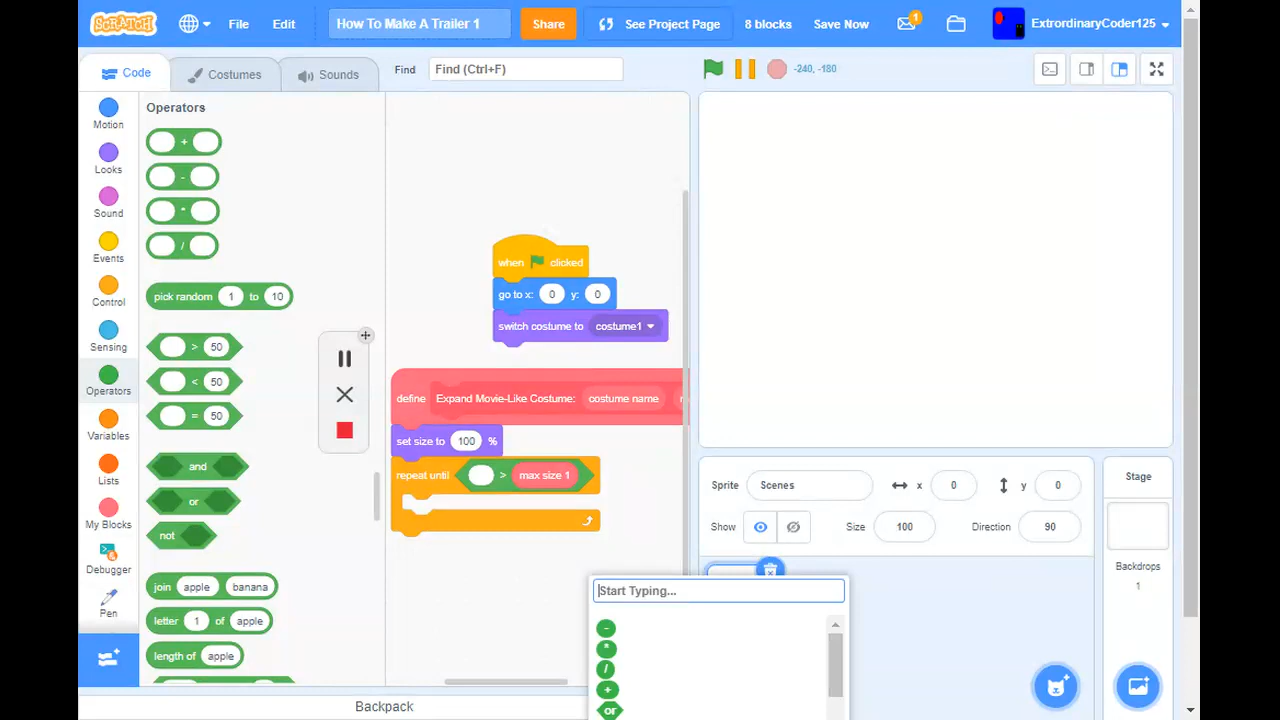 SCRATCH File Edit How To Make A Trailer 1 Share See Project Page 8 blocks Save Now 1 ExtrordinaryCoder125
Code Costumes Sounds Find Find (Ctrl+F) -240, -180
Motion
Looks
Sound
Events
Control
Sensing
Operators
Variables
Lists
My Blocks
Debugger
Pen
Operators
+
-
*
/
pick random 1 to 10
> 50
< 50
= 50
and
or
not
join apple banana
letter 1 of apple
length of apple
when clicked
go to x: 0 y: 0
switch costume to costume1
define Expand Movie-Like Costume: costume name
set size to 100 %
repeat until > max size 1
Start Typing...
-
*
/
+
or
Sprite Scenes x 0 y 0
Show Size 100 Direction 90
Stage
Backdrops
1
Backpack